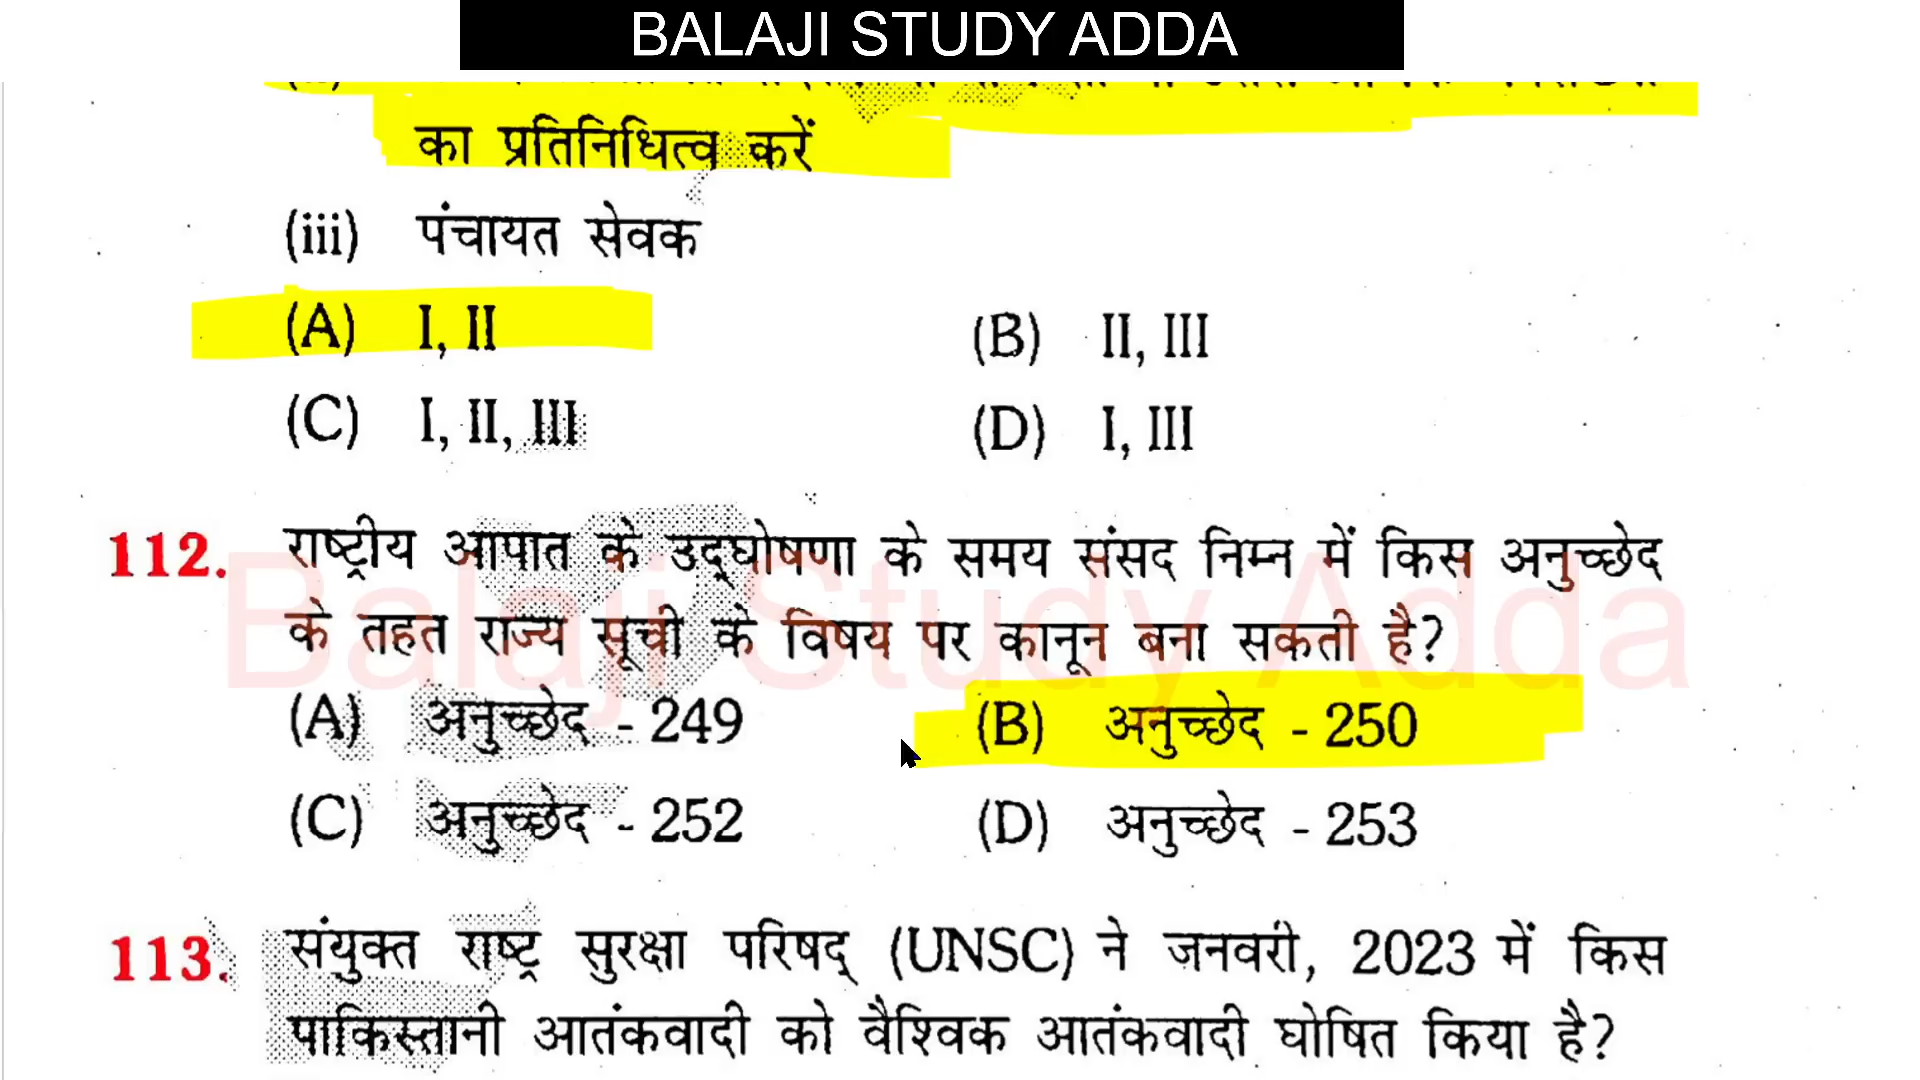 BALAJI STUDY ADDA
का प्रतिनिधित्व करें
(iii) पंचायत सेवक
(A) I, II (B) II, III
(C) I, II, III (D) I, III
112. राष्ट्रीय आपात के उद्घोषणा के समय संसद निम्न में किस अनुच्छेद
के तहत राज्य सूची के विषय पर कानून बना सकती है?
Balaji Study Adda
(A) अनुच्छेद - 249 (B) अनुच्छेद - 250
(C) अनुच्छेद - 252 (D) अनुच्छेद - 253
113. संयुक्त राष्ट्र सुरक्षा परिषद् (UNSC) ने जनवरी, 2023 में किस
पाकिस्तानी आतंकवादी को वैश्विक आतंकवादी घोषित किया है?